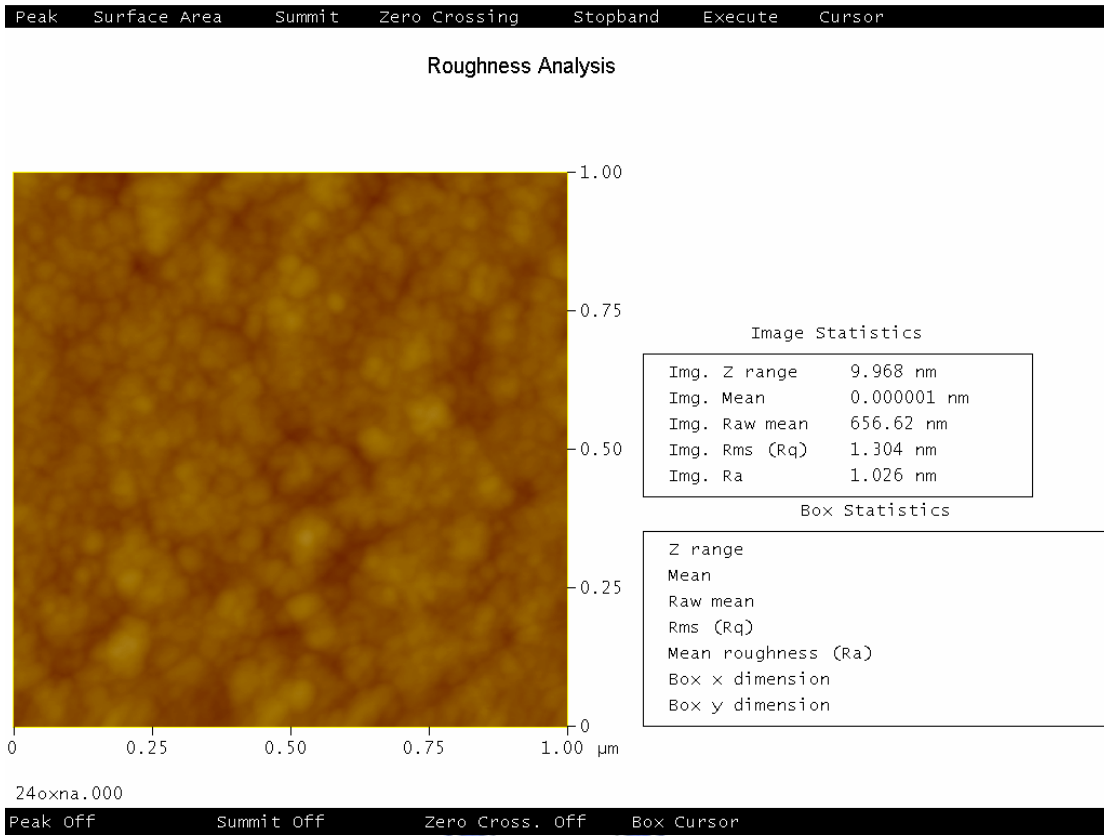 Peak Surface Area Summit Zero Crossing Stopband Execute Cursor
Roughness Analysis
1.00
0.75
0.50
0.25
0
0 0.25 0.50 0.75 1.00 µm
Image Statistics
Img. Z range 9.968 nm
Img. Mean 0.000001 nm
Img. Raw mean 656.62 nm
Img. Rms (Rq) 1.304 nm
Img. Ra 1.026 nm
Box Statistics
Z range
Mean
Raw mean
Rms (Rq)
Mean roughness (Ra)
Box x dimension
Box y dimension
24oxna.000
Peak Off Summit Off Zero Cross. Off Box Cursor